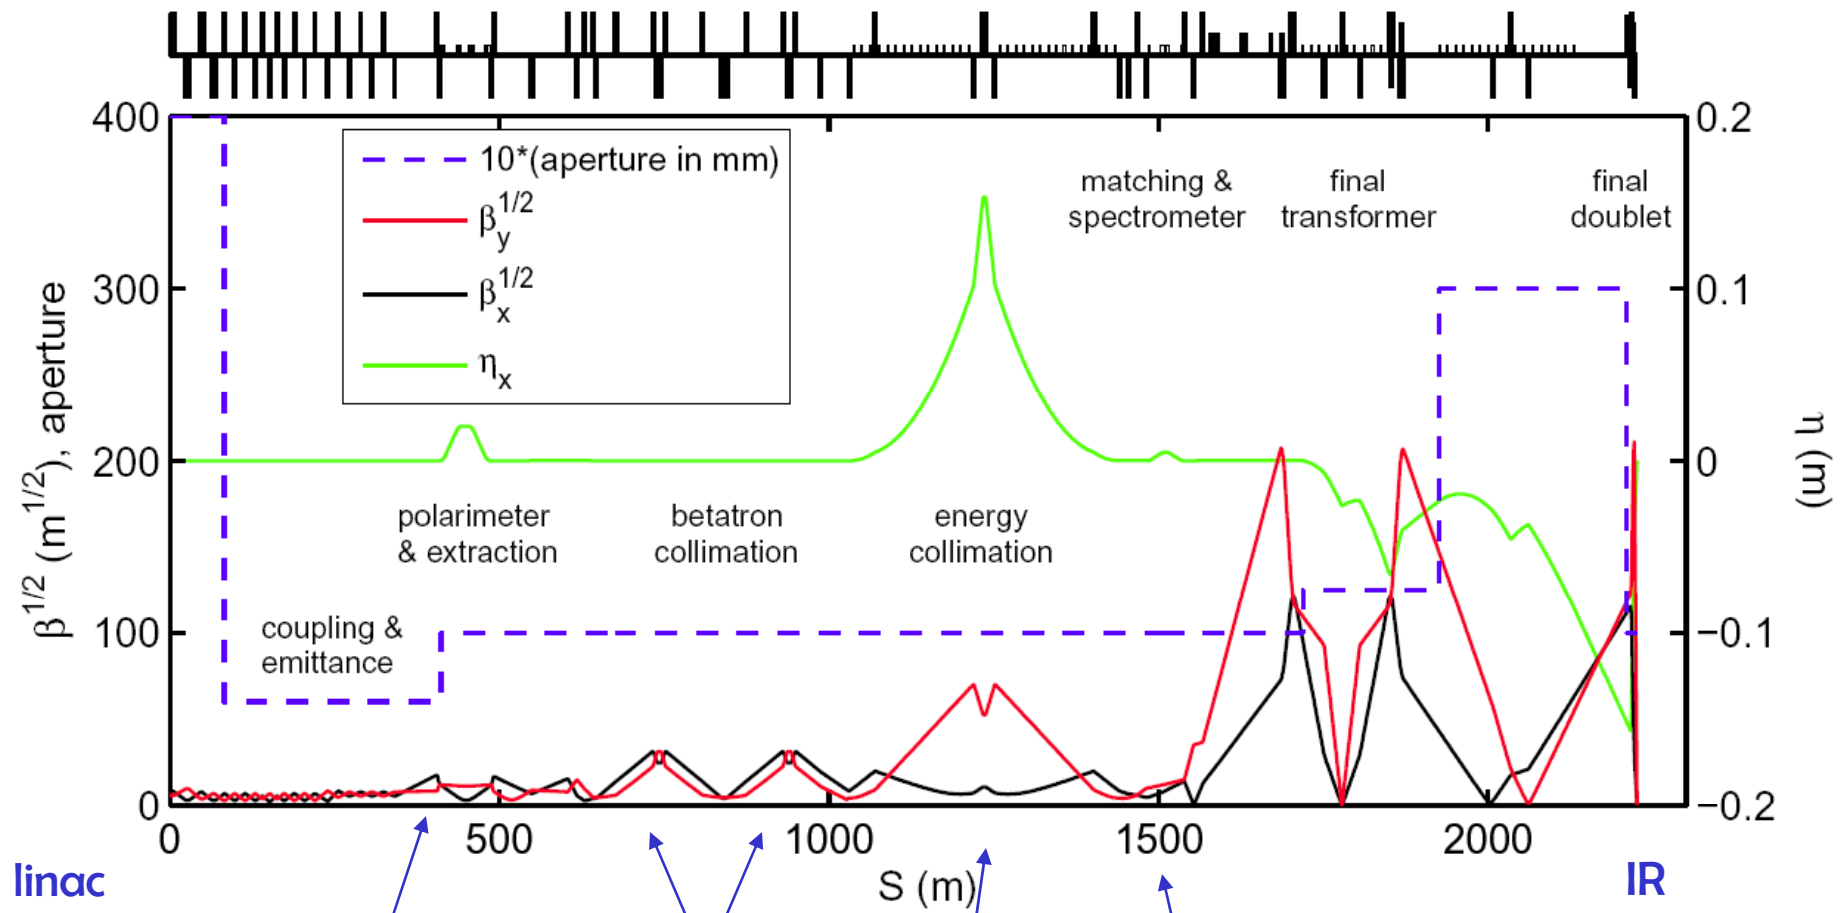 400
300
200
100
0
0.2
0.1
0
−0.1
−0.2
β^1/2 (m^1/2), aperture
η (m)
10*(aperture in mm)
β_y^1/2
β_x^1/2
η_x
matching &
spectrometer
final
transformer
final
doublet
polarimeter
& extraction
betatron
collimation
energy
collimation
coupling &
emittance
0 500 1000 1500 2000
S (m)
linac
IR